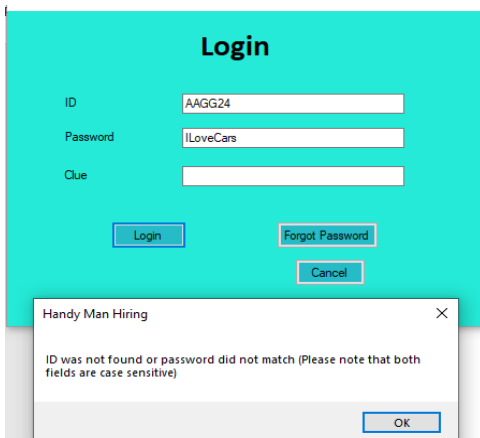 Login
ID
AAGG24
Password
ILoveCars
Clue
Login
Forgot Password
Cancel
Handy Man Hiring
ID was not found or password did not match (Please note that both
fields are case sensitive)
OK